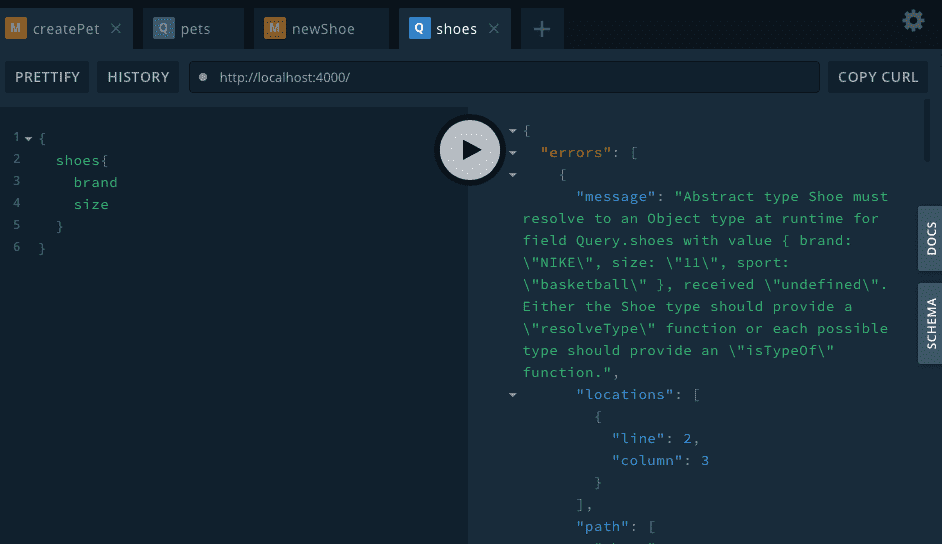 M createPet ×
Q pets
M newShoe
Q shoes ×
+
PRETTIFY
HISTORY
http://localhost:4000/
COPY CURL
1 {
2 shoes{
3 brand
4 size
5 }
6 }
{
"errors": [
{
"message": "Abstract type Shoe must
resolve to an Object type at runtime for
field Query.shoes with value { brand:
\"NIKE\", size: \"11\", sport:
\"basketball\" }, received \"undefined\".
Either the Shoe type should provide a
\"resolveType\" function or each possible
type should provide an \"isTypeOf\"
function.",
"locations": [
{
"line": 2,
"column": 3
}
],
"path": [
DOCS
SCHEMA